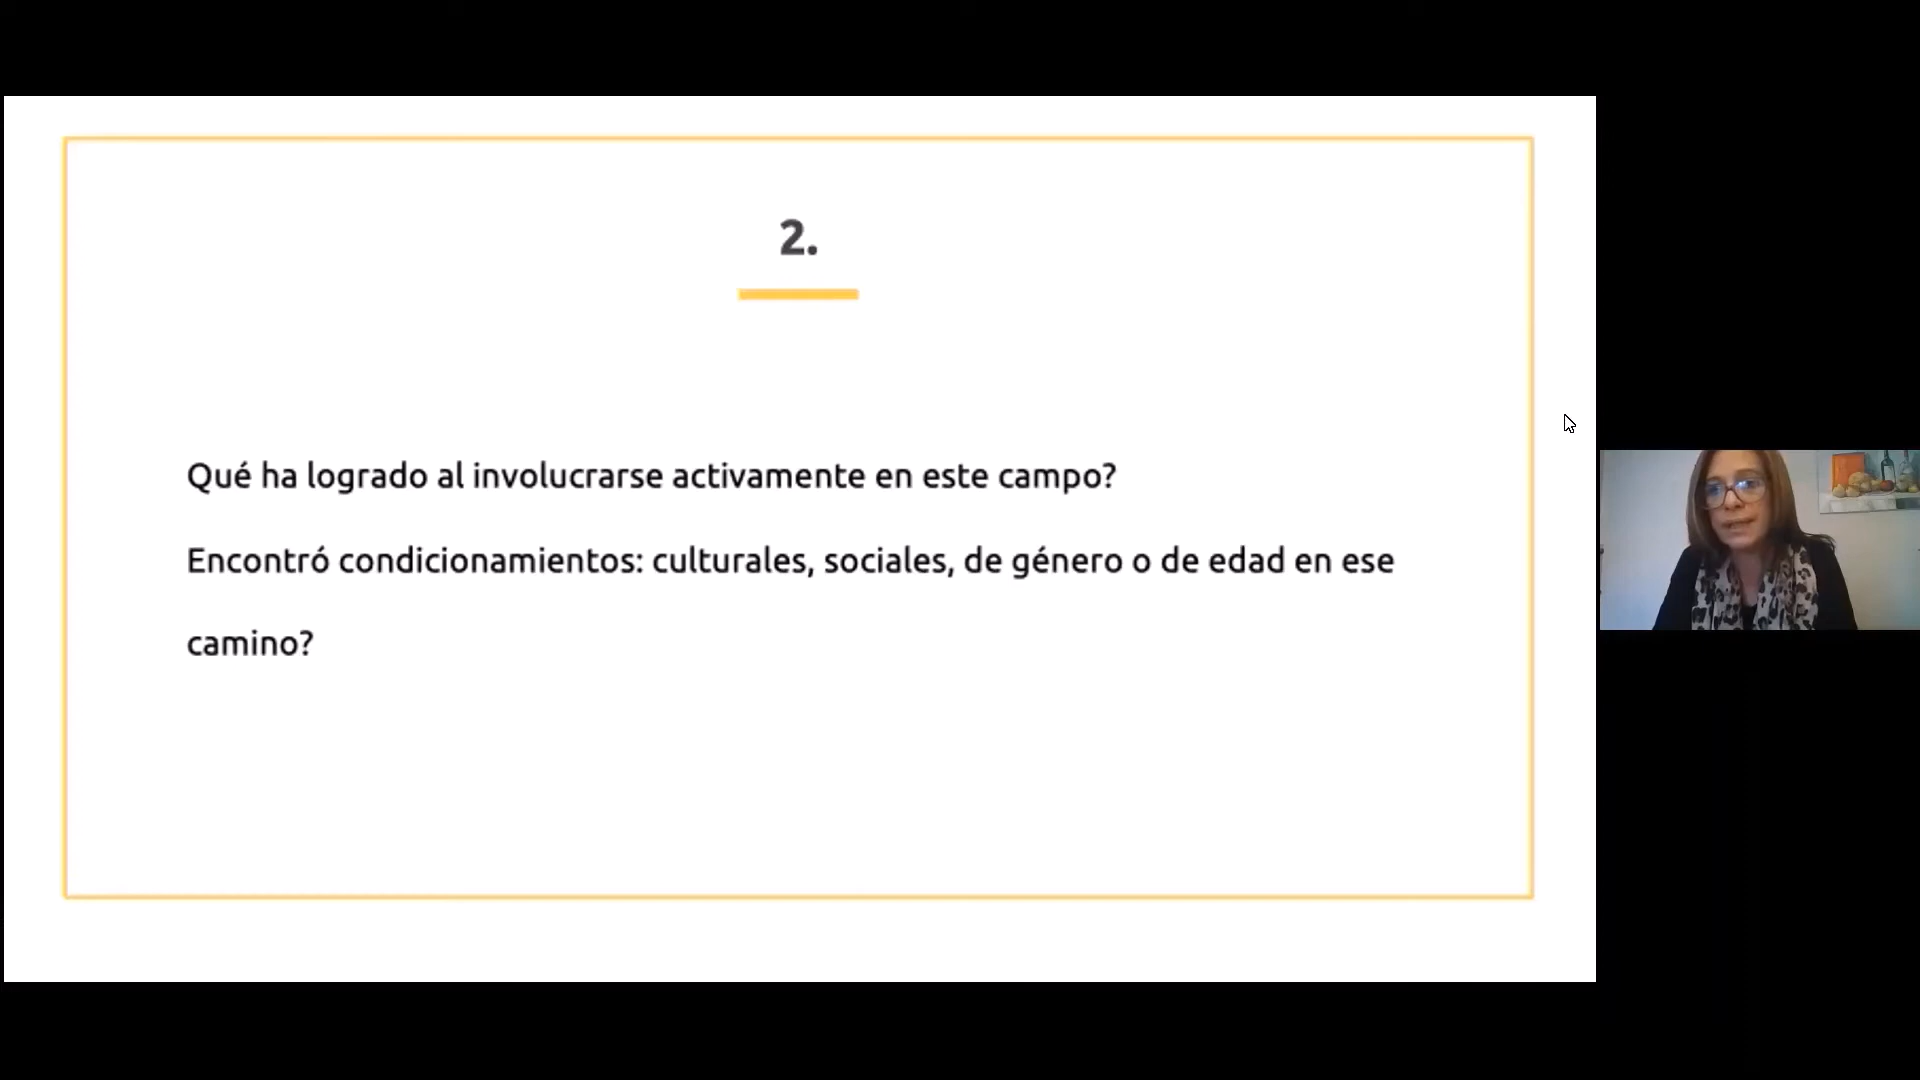 2.
Qué ha logrado al involucrarse activamente en este campo?
Encontró condicionamientos: culturales, sociales, de género o de edad en ese
camino?